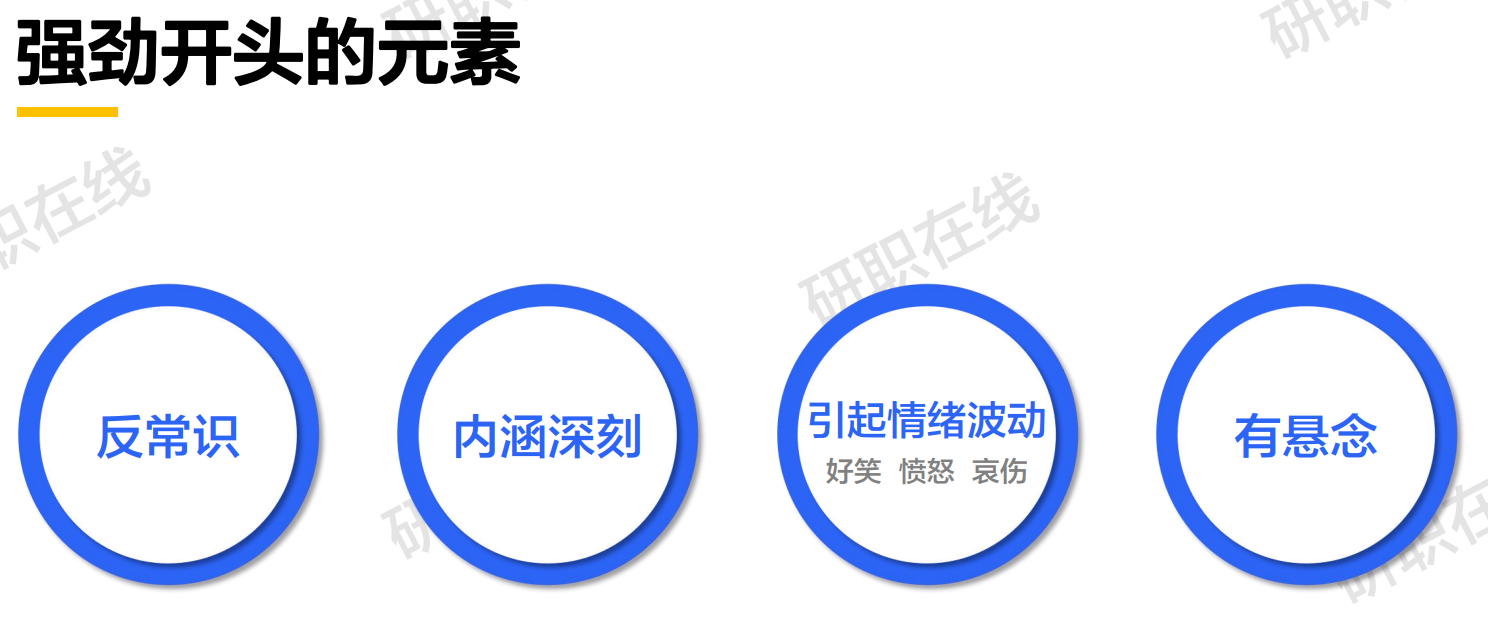 强劲开头的元素
研职在线
职在线
反常识
内涵深刻
引起情绪波动
好笑 愤怒 哀伤
有悬念
研职在